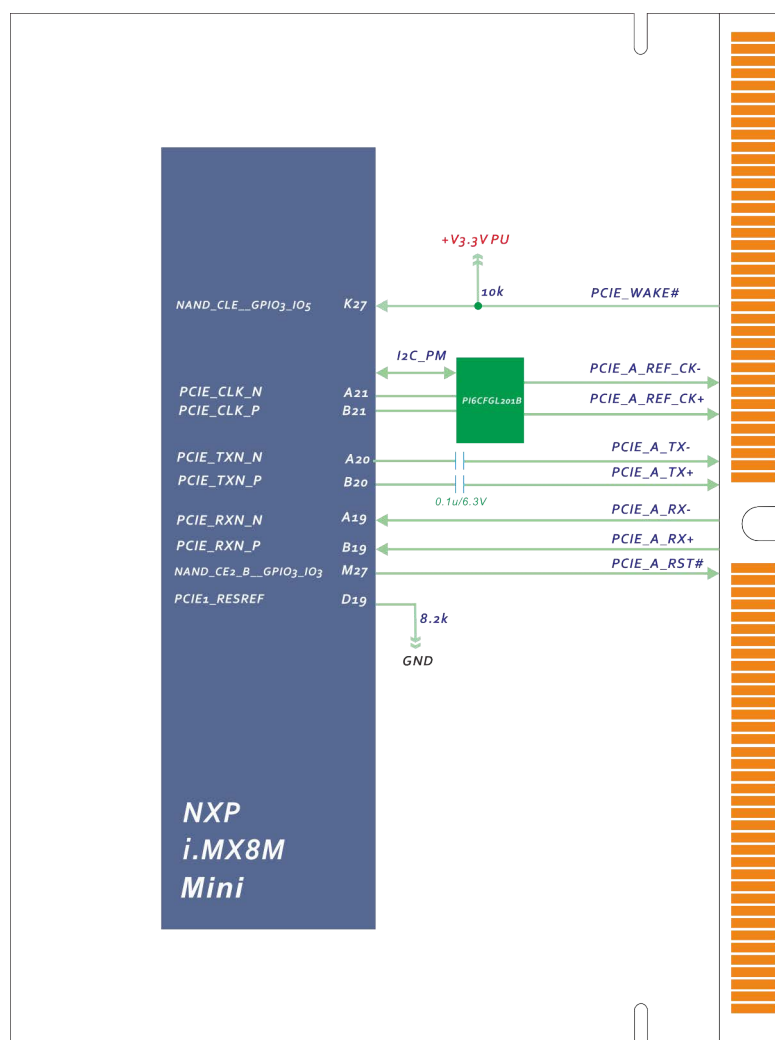 +V3.3V PU
10k
PCIE_WAKE#
NAND_CLE__GPIO3_IO5 K27
I2C_PM
PCIE_A_REF_CK-
PCIE_CLK_N A21
PI6CFGL201B
PCIE_A_REF_CK+
PCIE_CLK_P B21
PCIE_A_TX-
PCIE_TXN_N A20
PCIE_A_TX+
PCIE_TXN_P B20
0.1u/6.3V
PCIE_A_RX-
PCIE_RXN_N A19
PCIE_A_RX+
PCIE_RXN_P B19
PCIE_A_RST#
NAND_CE2_B__GPIO3_IO3 M27
PCIE1_RESREF D19
8.2k
GND
NXP
i.MX8M
Mini